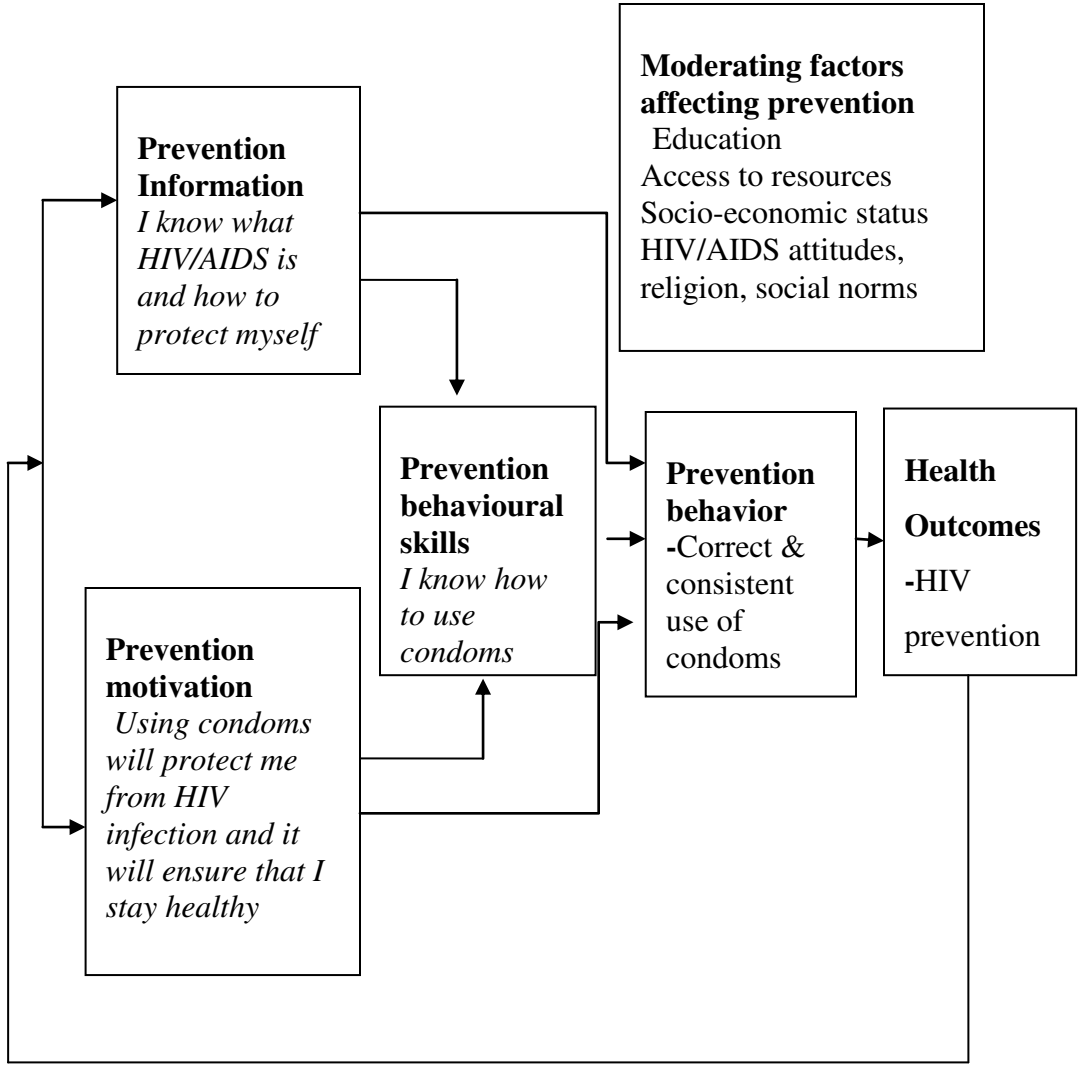 Moderating factors
affecting prevention
Education
Access to resources
Socio-economic status
HIV/AIDS attitudes,
religion, social norms
Prevention
Information
I know what
HIV/AIDS is
and how to
protect myself
Prevention
behavioural
skills
I know how
to use
condoms
Prevention
behavior
-Correct &
consistent
use of
condoms
Health
Outcomes
-HIV
prevention
Prevention
motivation
Using condoms
will protect me
from HIV
infection and it
will ensure that I
stay healthy